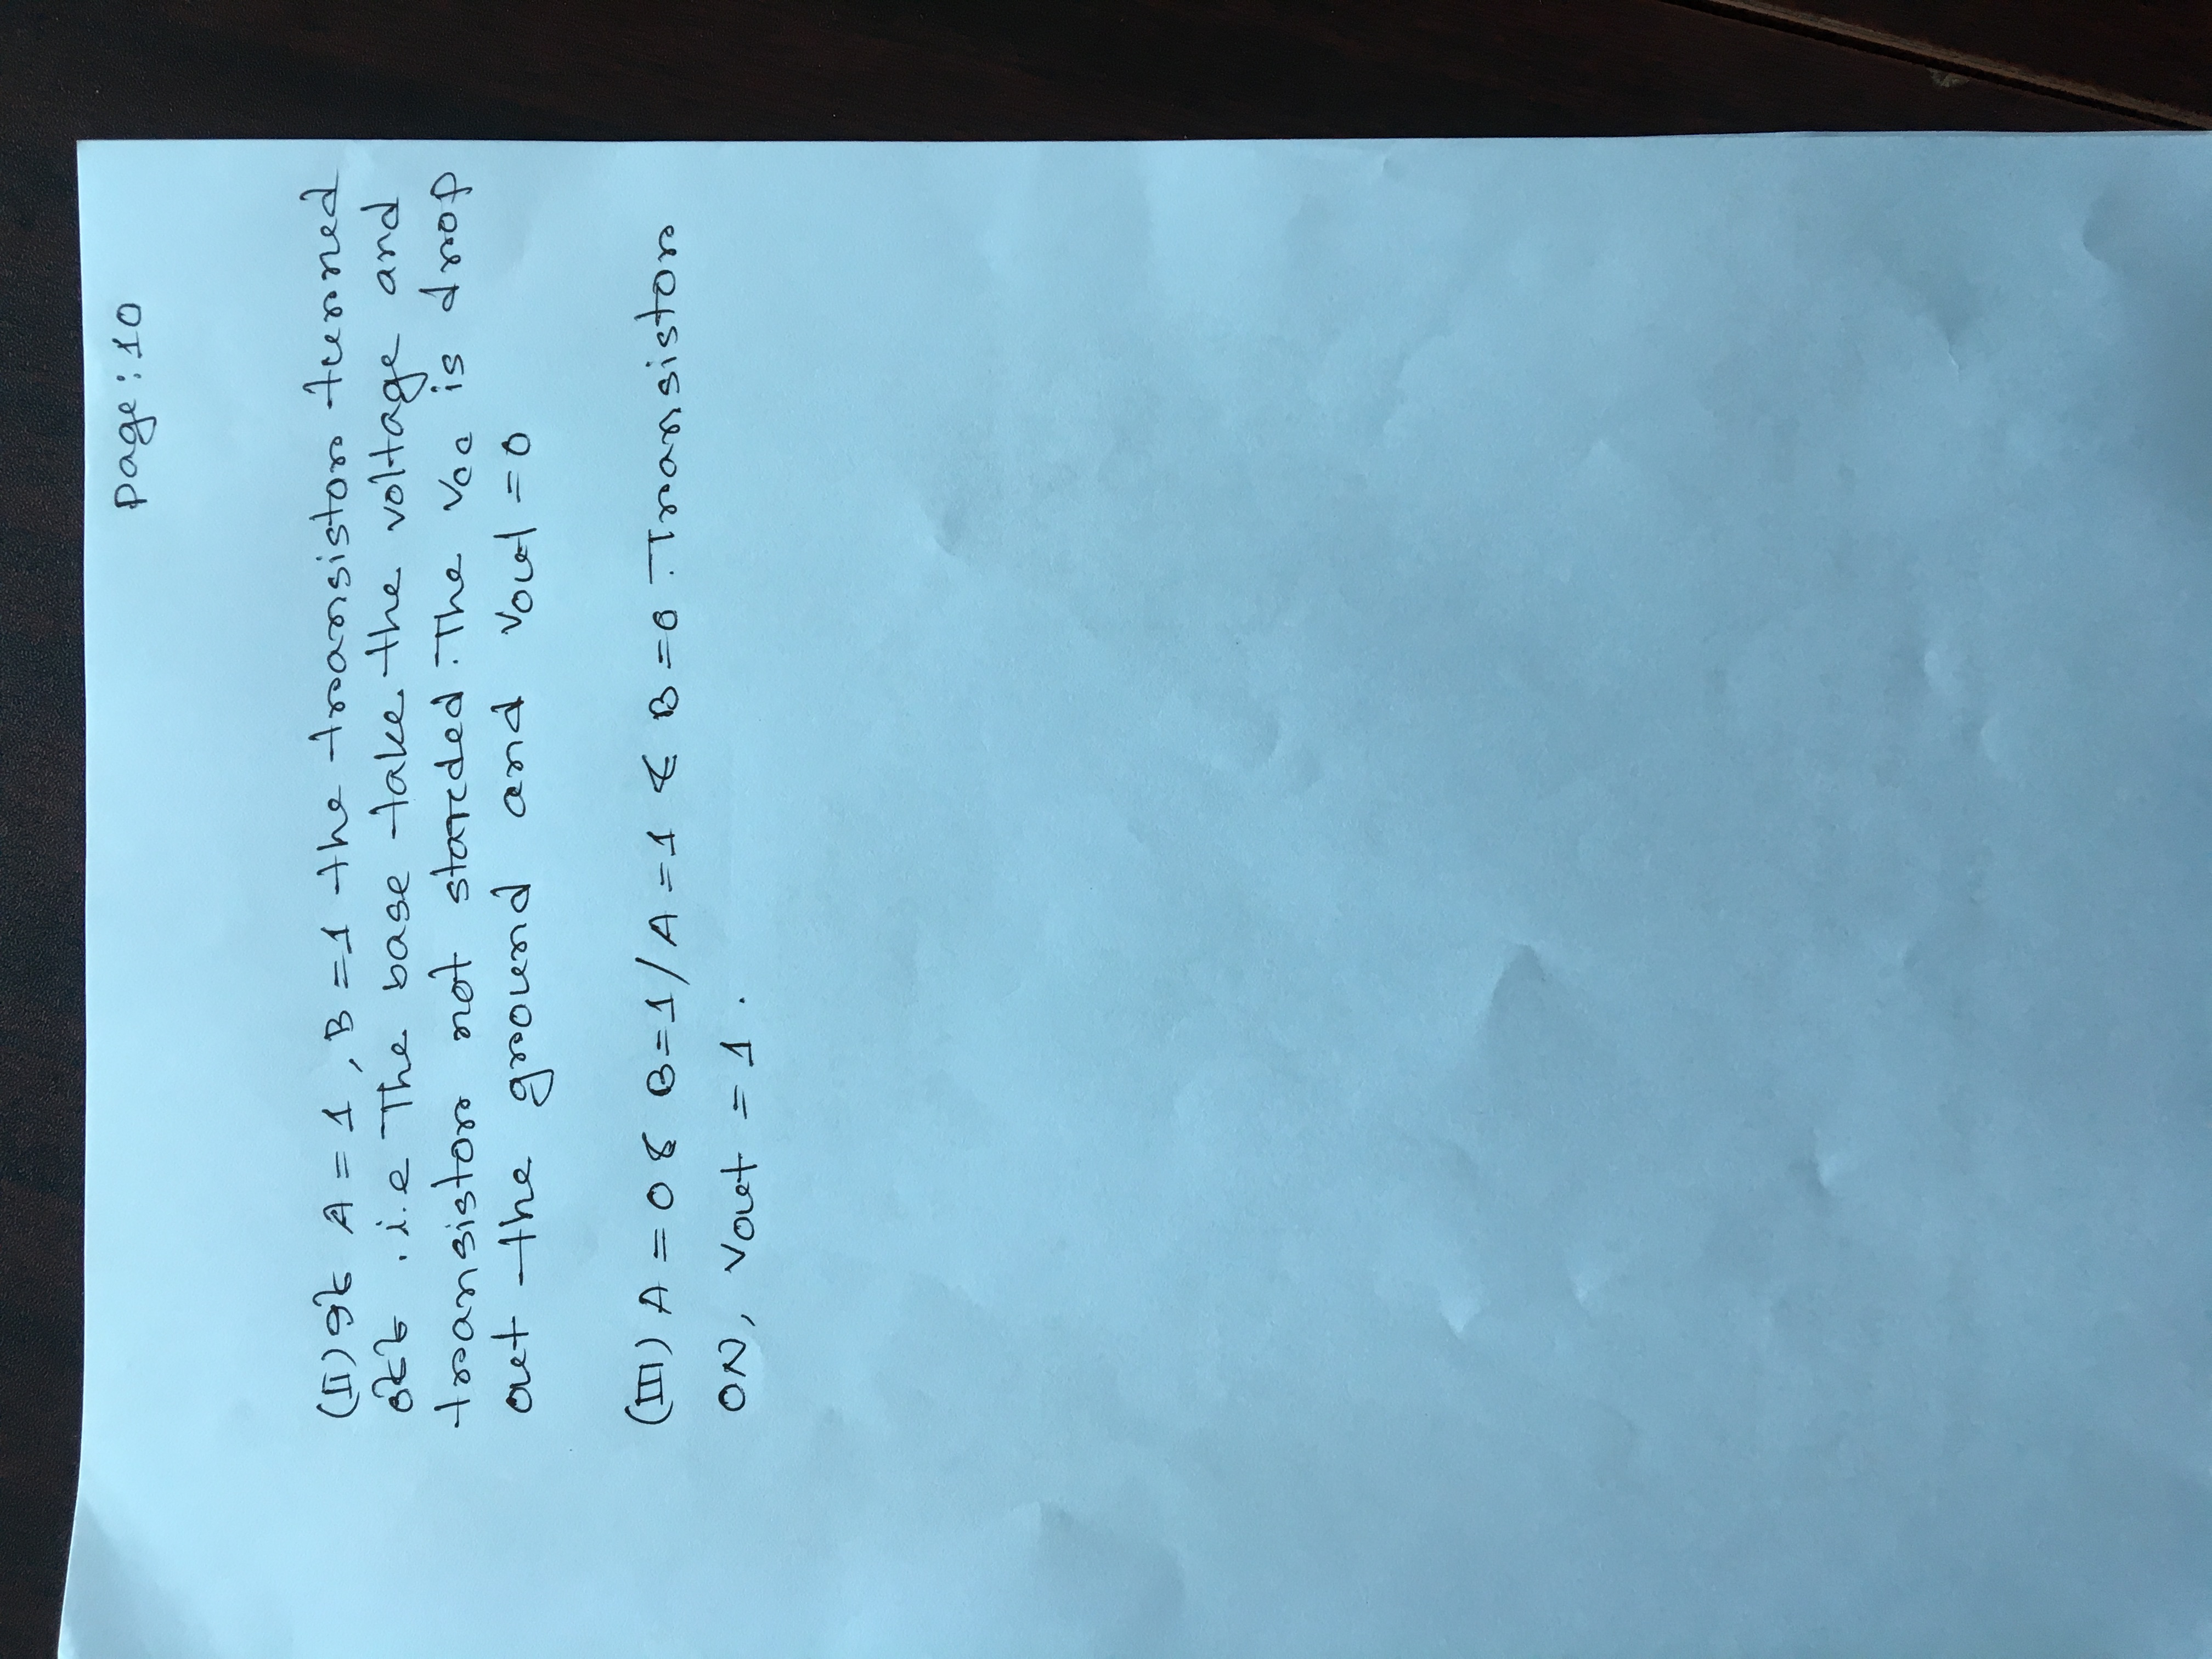 page: 10
(II) If A = 1, B = 1 the transistor turned
off . i.e The base take the voltage and
transistor not starded. The Vcc is drop
out the ground and Vout = 0
(III) A = 0 & B = 1 / A = 1 & B = 0 . Transistor
ON, Vout = 1 .